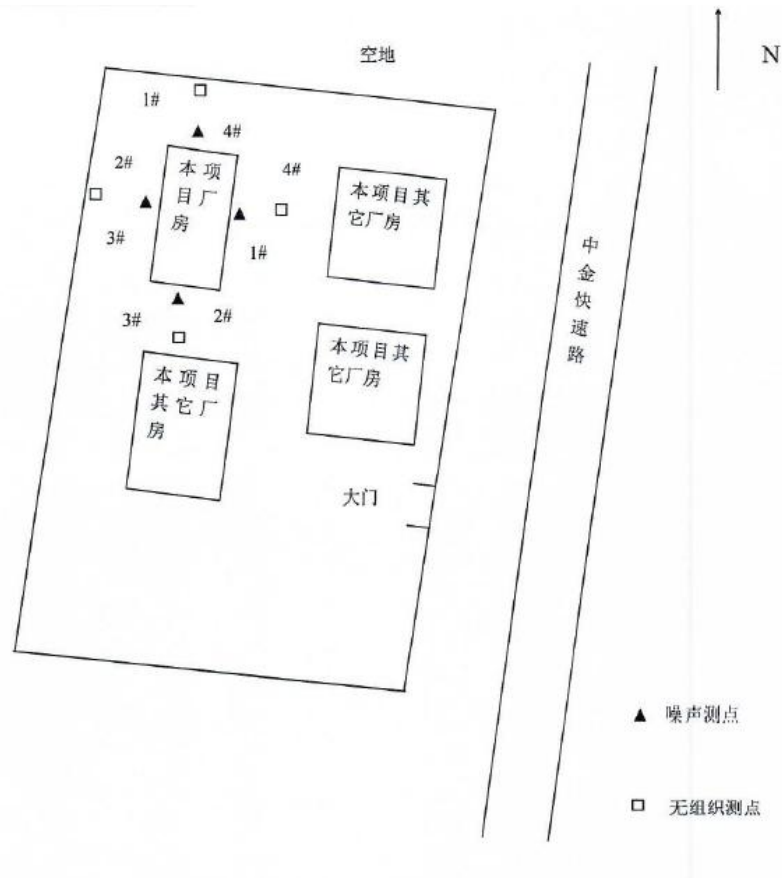 空地
N
1#
4#
2#
本项
目厂
房
4#
本项目其
它厂房
3#
1#
3#
2#
本项目其
它厂房
本项目
其它厂
房
中
金
快
速
路
大门
噪声测点
无组织测点